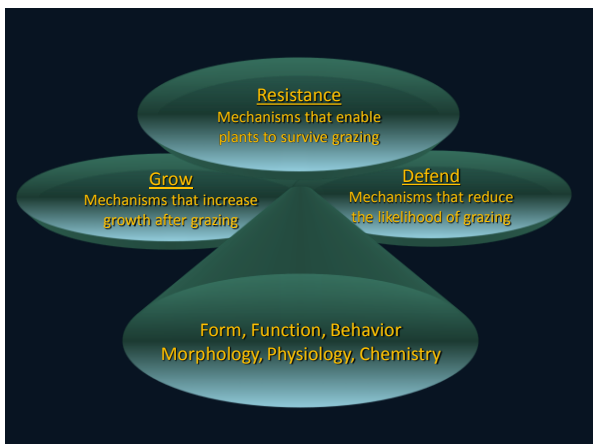 Resistance
Mechanisms that enable
plants to survive grazing
Grow
Mechanisms that increase
growth after grazing
Defend
Mechanisms that reduce
the likelihood of grazing
Form, Function, Behavior
Morphology, Physiology, Chemistry